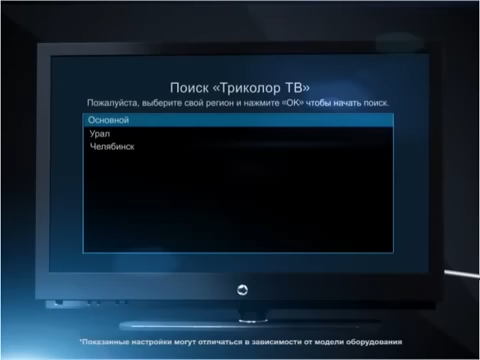 Поиск «Триколор ТВ»
Пожалуйста, выберите свой регион и нажмите «ОК» чтобы начать поиск.
Основной
Урал
Челябинск
*Показанные настройки могут отличаться в зависимости от модели оборудования